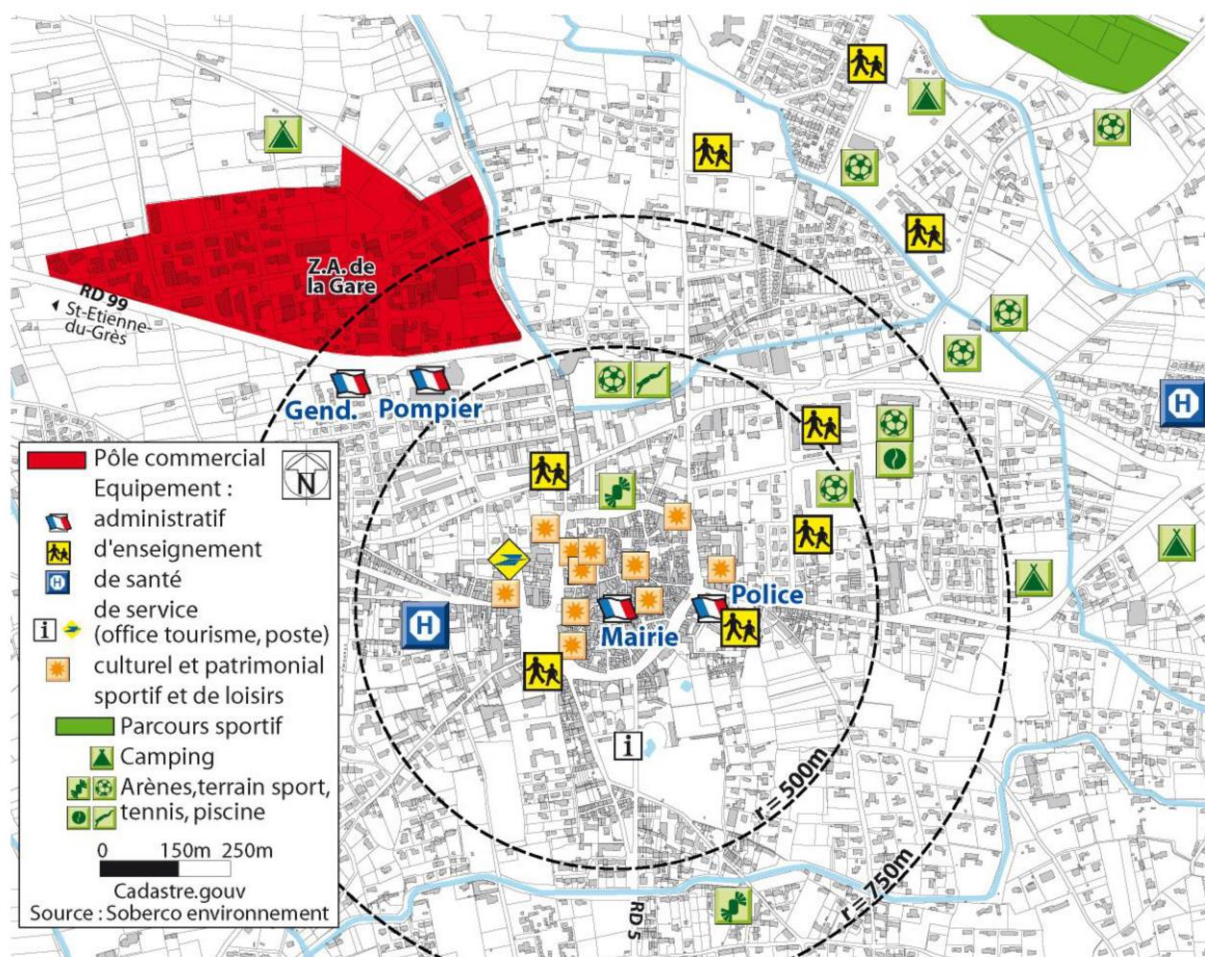 Z.A. de
la Gare
RD 99
St-Etienne-
du-Grès
Gend.
Pompier
H
Police
Mairie
H
i
r = 500m
r = 750m
RD 5
Pôle commercial
Equipement :
N
administratif
d'enseignement
H
de santé
de service
i
(office tourisme, poste)
culturel et patrimonial
sportif et de loisirs
Parcours sportif
Camping
Arènes,terrain sport,
tennis, piscine
0 150m 250m
Cadastre.gouv
Source : Soberco environnement